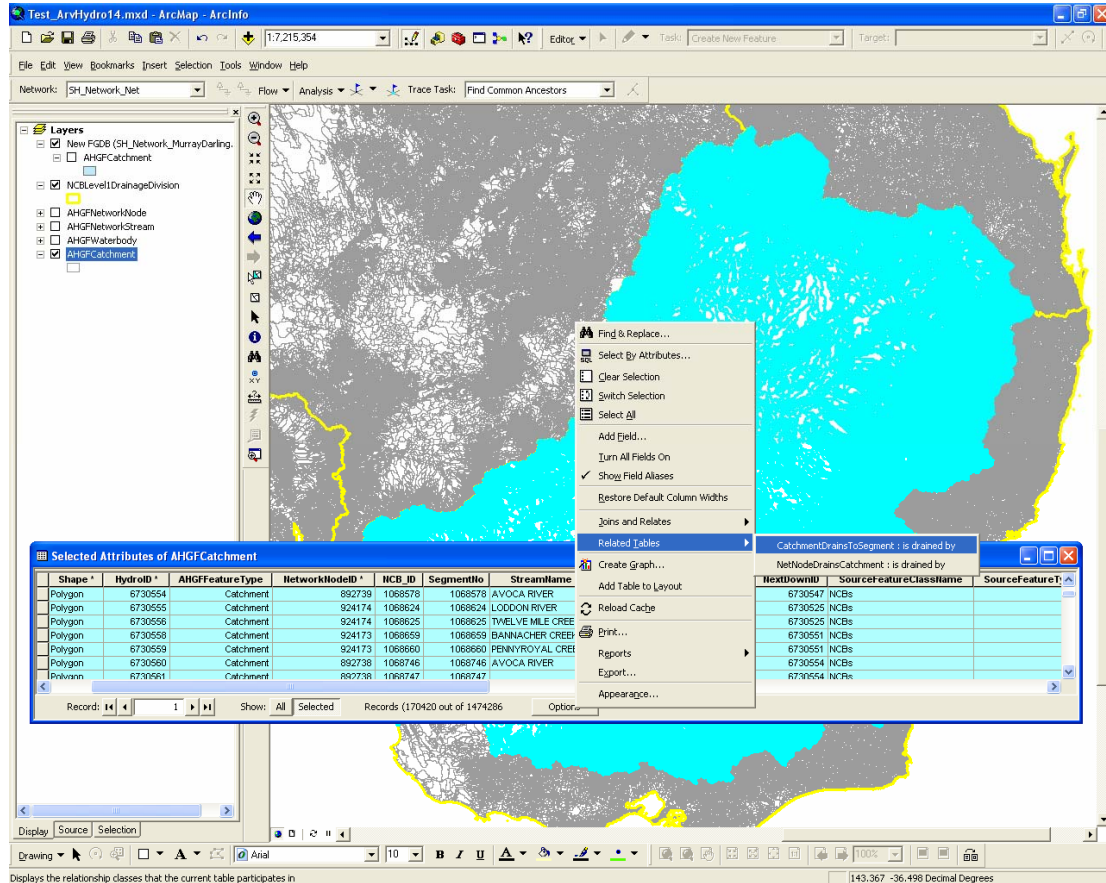 Test_ArvHydro14.mxd - ArcMap - ArcInfo
1:7,215,354
Editor
Task: Create New Feature
Target:
File Edit View Bookmarks Insert Selection Tools Window Help
Network: SH_Network_Net
Flow
Analysis
Trace Task: Find Common Ancestors
Layers
New FGDB (SH_Network_MurrayDarling.
AHGFCatchment
NCBLevel1DrainageDivision
AHGFNetworkNode
AHGFNetworkStream
AHGFWaterbody
AHGFCatchment
Find & Replace...
Select By Attributes...
Clear Selection
Switch Selection
Select All
Add Field...
Turn All Fields On
Show Field Aliases
Restore Default Column Widths
Joins and Relates
Related Tables
Create Graph...
Add Table to Layout
Reload Cache
Print...
Reports
Export...
Appearance...
CatchmentDrainsToSegment : is drained by
NetNodeDrainsCatchment : is drained by
Selected Attributes of AHGFCatchment
Shape * HydroID * AHGFFeatureType NetworkNodeID * NCB_ID SegmentNo StreamName NextDownID SourceFeatureClassName SourceFeatureTy
Polygon 6730554 Catchment 892739 1068578 1068578 AVOCA RIVER 6730547 NCBs
Polygon 6730555 Catchment 924174 1068624 1068624 LODDON RIVER 6730525 NCBs
Polygon 6730556 Catchment 924174 1068625 1068625 TWELVE MILE CREE 6730525 NCBs
Polygon 6730558 Catchment 924173 1068659 1068659 BANNACHER CREEK 6730551 NCBs
Polygon 6730559 Catchment 924173 1068660 1068660 PENNYROYAL CREE 6730551 NCBs
Polygon 6730560 Catchment 892738 1068746 1068746 AVOCA RIVER 6730554 NCBs
Polygon 6730561 Catchment 892738 1068747 1068747 6730554 NCBs
Record: 1 Show: All Selected Records (170420 out of 1474286 Options
Display Source Selection
Drawing A Arial 10 B I U A 100%
Displays the relationship classes that the current table participates in
143.367 -36.498 Decimal Degrees